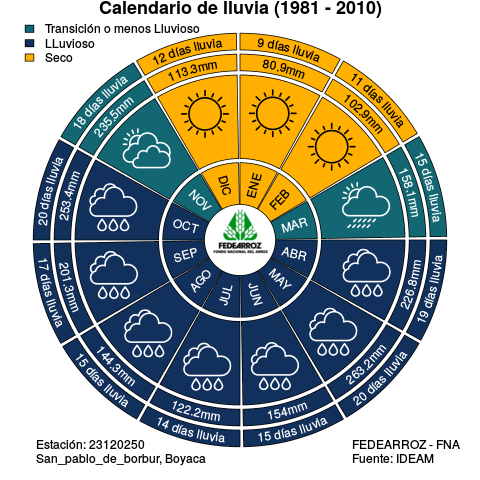 Calendario de lluvia (1981 - 2010)
Transición o menos Lluvioso
LLuvioso
Seco
9 días lluvia
80.9mm
ENE
11 días lluvia
102.9mm
FEB
15 días lluvia
158.1mm
MAR
19 días lluvia
226.8mm
ABR
20 días lluvia
263.2mm
MAY
15 días lluvia
154mm
JUN
14 días lluvia
122.2mm
JUL
15 días lluvia
144.3mm
AGO
17 días lluvia
201.3mm
SEP
20 días lluvia
253.4mm
OCT
18 días lluvia
235.5mm
NOV
12 días lluvia
113.3mm
DIC
FEDEARROZ
FONDO NACIONAL DEL ARROZ
Estación: 23120250
San_pablo_de_borbur, Boyaca
FEDEARROZ - FNA
Fuente: IDEAM